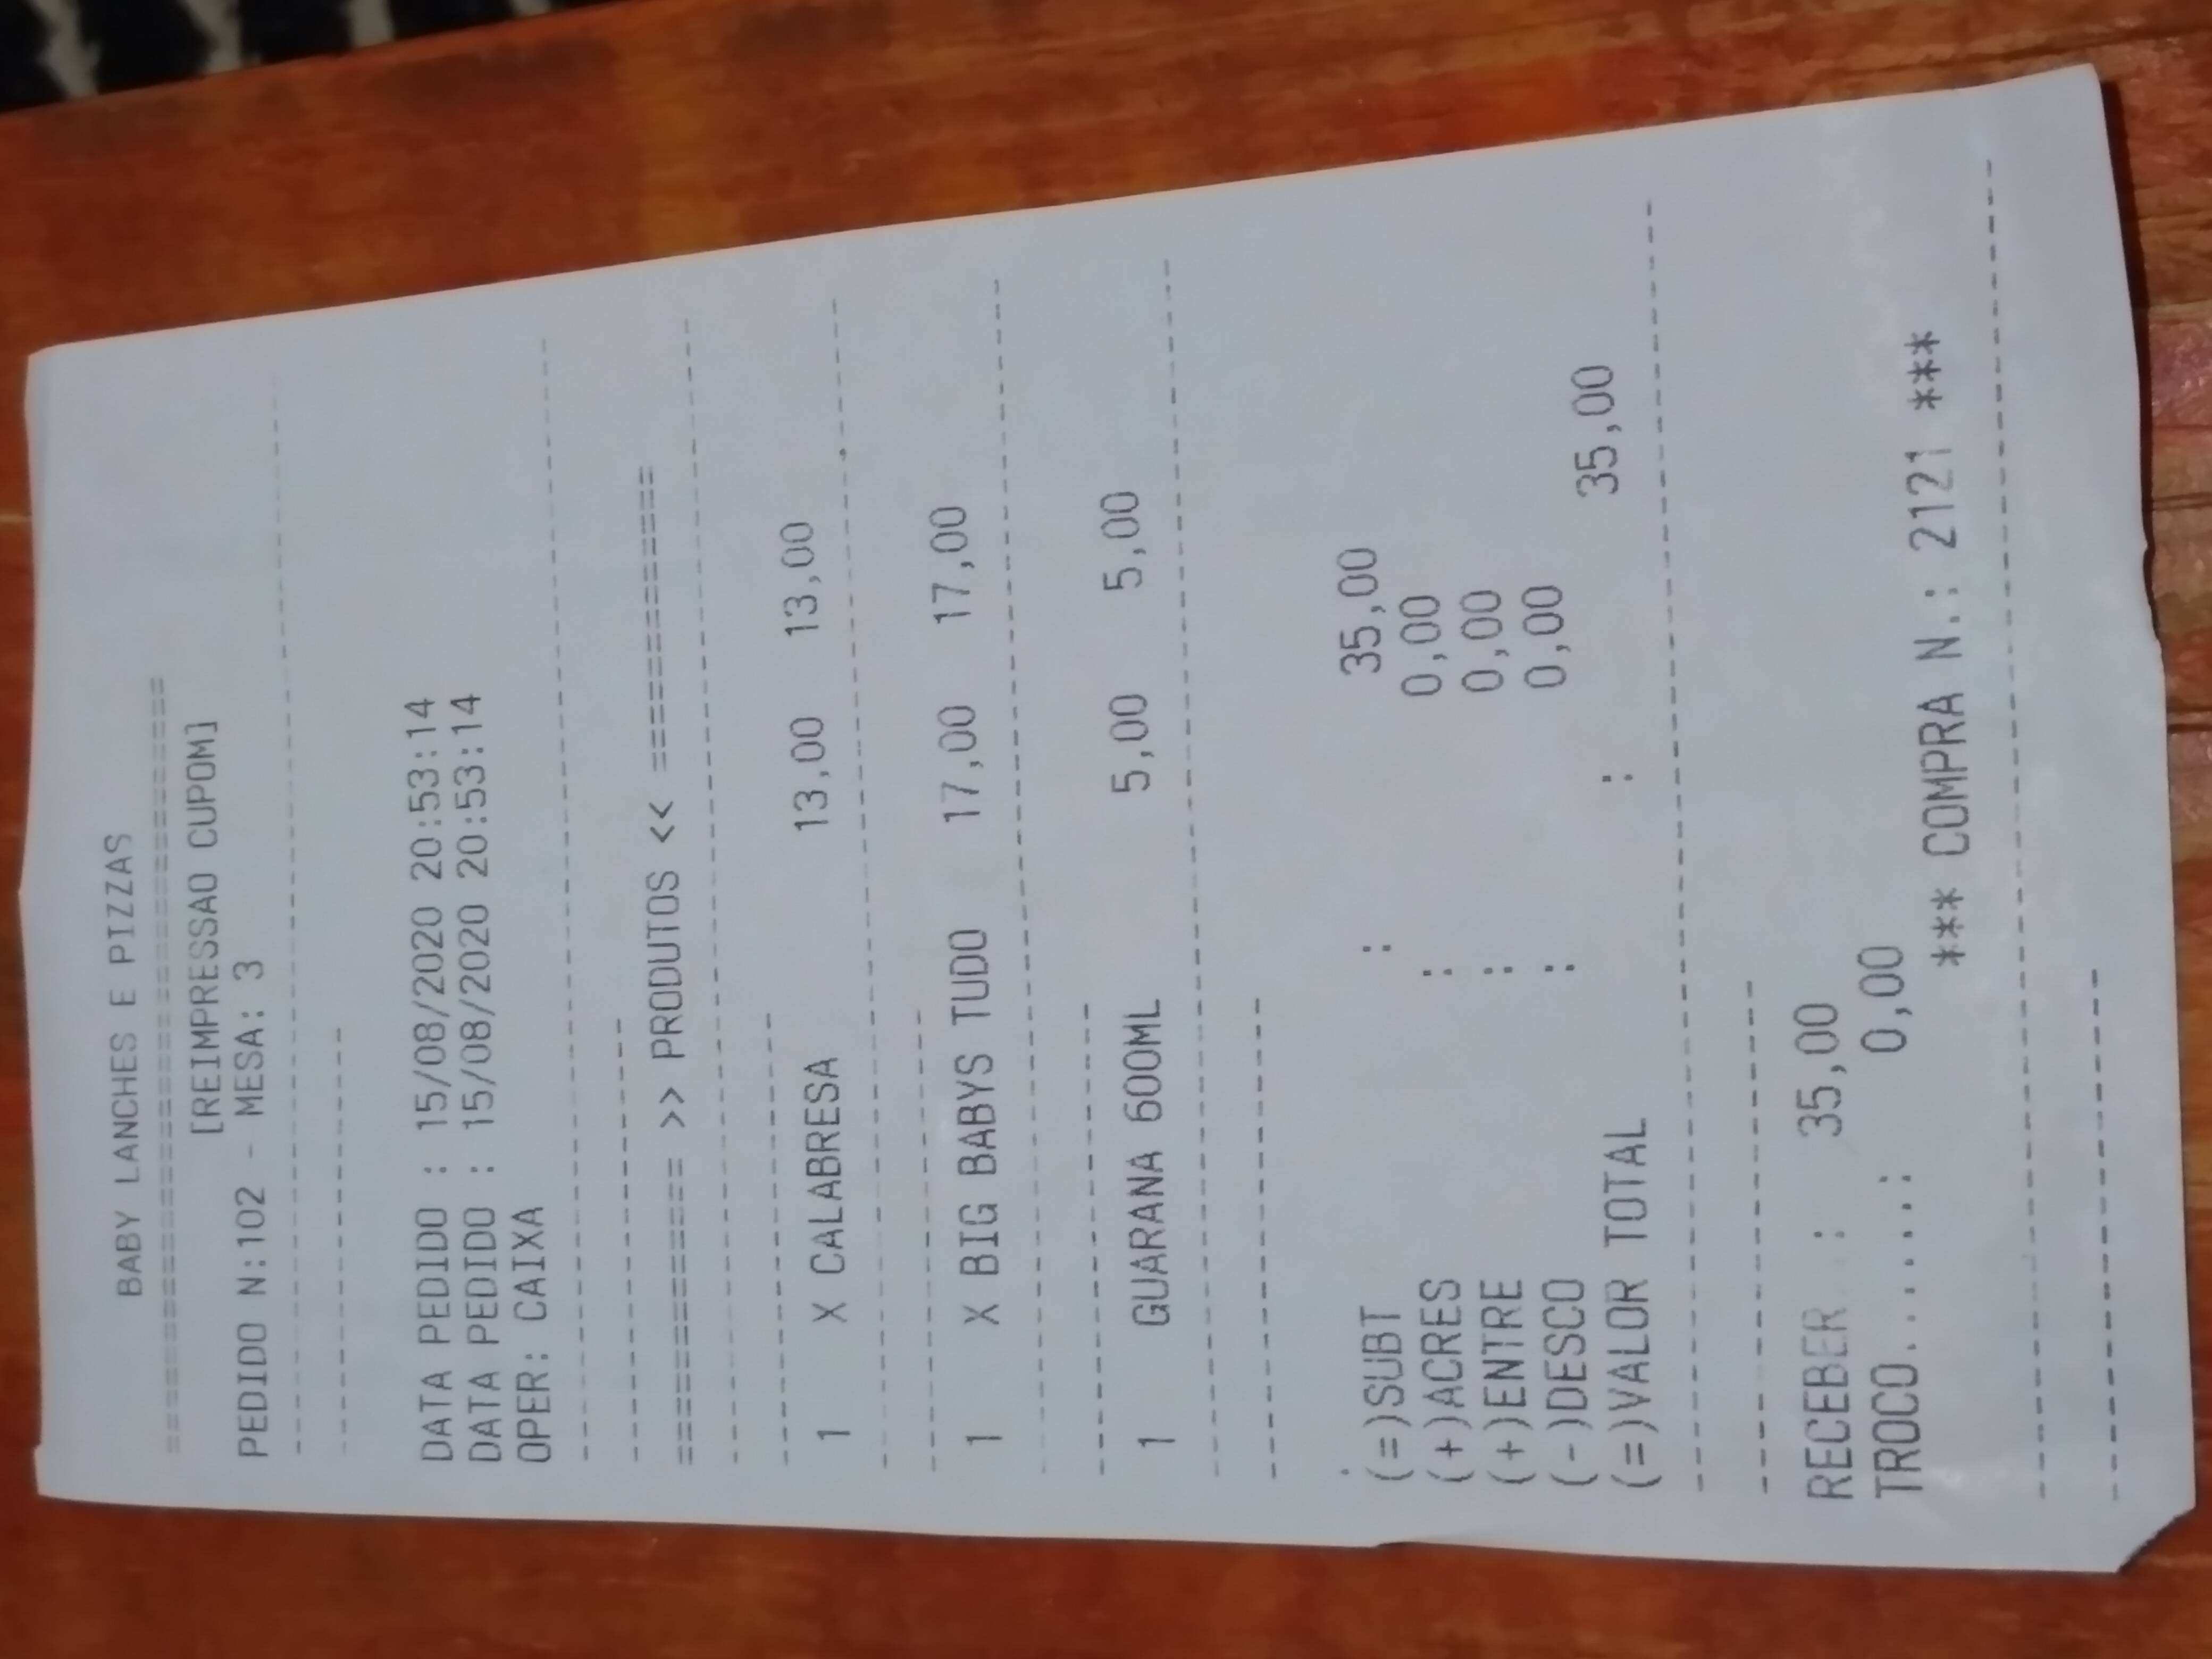 BABY LANCHES E PIZZAS
========================================
[REIMPRESSAO CUPOM]
PEDIDO N:102 - MESA: 3
DATA PEDIDO : 15/08/2020 20:53:14
DATA PEDIDO : 15/08/2020 20:53:14
OPER: CAIXA
=============== >> PRODUTOS << ===============
1 X CALABRESA 13,00 13,00
1 X BIG BABYS TUDO 17,00 17,00
1 GUARANA 600ML 5,00 5,00
(=)SUBT : 35,00
(+)ACRES : 0,00
(+)ENTRE : 0,00
(-)DESCO : 0,00
(=)VALOR TOTAL : 35,00
RECEBER : 35,00
TROCO......: 0,00
*** COMPRA N.: 2121 ***